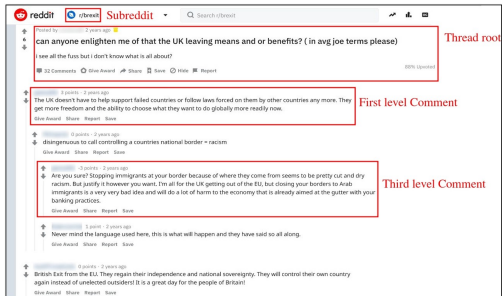 reddit r/brexit Subreddit Search r/brexit
Posted by 2 years ago
can anyone enlighten me of that the UK leaving means and or benefits? ( in avg joe terms please)
Thread root
i see all the fuss but i don't know what is all about?
32 Comments Give Award Share Save Hide Report 88% Upvoted
3 points · 2 years ago
The UK doesn't have to help support failed countries or follow laws forced on them by other countries any more. They
get more freedom and the ability to choose what they want to do globally more readily now.
First level Comment
Give Award Share Report Save
0 points · 2 years ago
disingenuous to call controlling a countries national border = racism
Give Award Share Report Save
-3 points · 2 years ago
Are you sure? Stopping immigrants at your border because of where they come from seems to be pretty cut and dry
racism. But justify it however you want. I'm all for the UK getting out of the EU, but closing your borders to Arab
immigrants is a very very bad idea and will do a lot of harm to the economy that is already aimed at the gutter with your
banking practices.
Third level Comment
Give Award Share Report Save
1 point · 2 years ago
Never mind the language used here, this is what will happen and they have said so all along.
Give Award Share Report Save
0 points · 2 years ago
British Exit from the EU. They regain their independence and national sovereignty. They will control their own country
again instead of unelected outsiders! It is a great day for the people of Britain!
Give Award Share Report Save